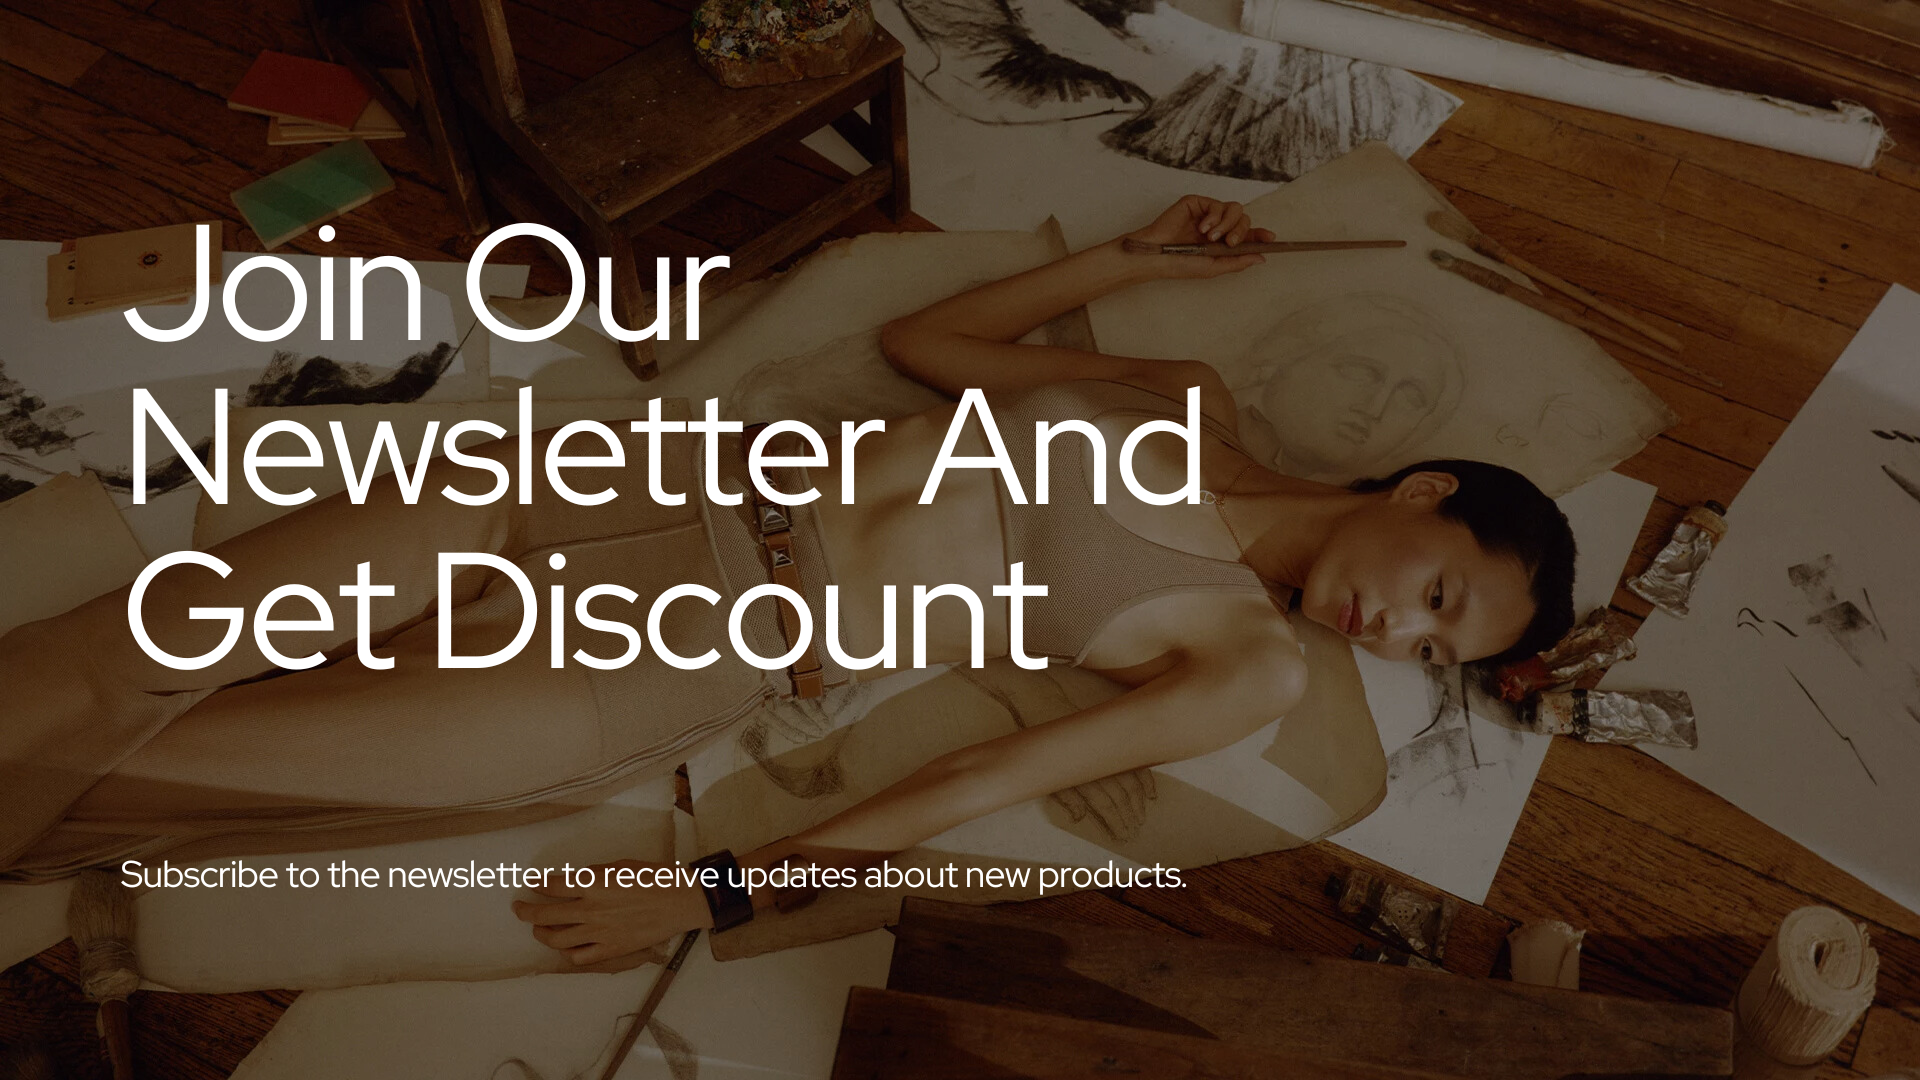 Join Our
Newsletter And
Get Discount
Subscribe to the newsletter to receive updates about new products.